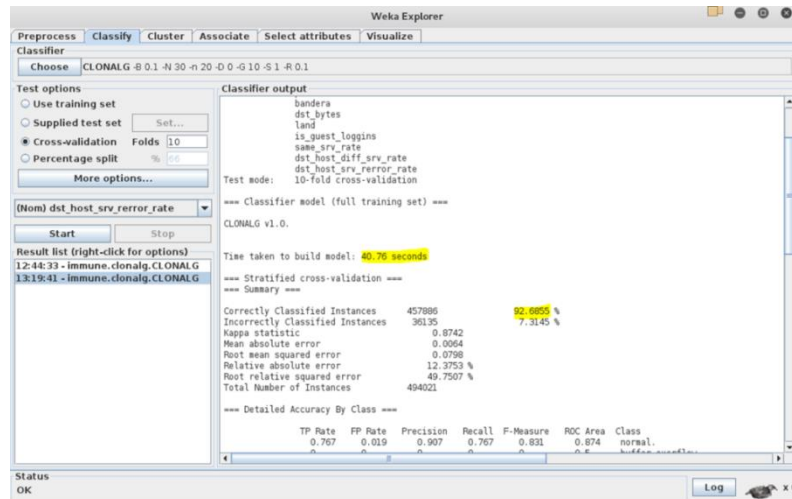 Weka Explorer
Preprocess Classify Cluster Associate Select attributes Visualize
Classifier
Choose CLONALG -B 0.1 -N 30 -n 20 -D 0 -G 10 -S 1 -R 0.1
Test options
Use training set
Supplied test set Set...
Cross-validation Folds 10
Percentage split % 66
More options...
(Nom) dst_host_srv_rerror_rate
Start Stop
Result list (right-click for options)
12:44:33 - immune.clonalg.CLONALG
13:19:41 - immune.clonalg.CLONALG
Classifier output
bandera
dst_bytes
land
is_guest_loggins
same_srv_rate
dst_host_diff_srv_rate
dst_host_srv_rerror_rate
Test mode: 10-fold cross-validation
=== Classifier model (full training set) ===
CLONALG v1.0.
Time taken to build model: 40.76 seconds
=== Stratified cross-validation ===
=== Summary ===
Correctly Classified Instances 457886 92.6855 %
Incorrectly Classified Instances 36135 7.3145 %
Kappa statistic 0.8742
Mean absolute error 0.0064
Root mean squared error 0.0798
Relative absolute error 12.3753 %
Root relative squared error 49.7507 %
Total Number of Instances 494021
=== Detailed Accuracy By Class ===
TP Rate FP Rate Precision Recall F-Measure ROC Area Class
0.767 0.019 0.907 0.767 0.831 0.874 normal.
Status
OK
Log
x